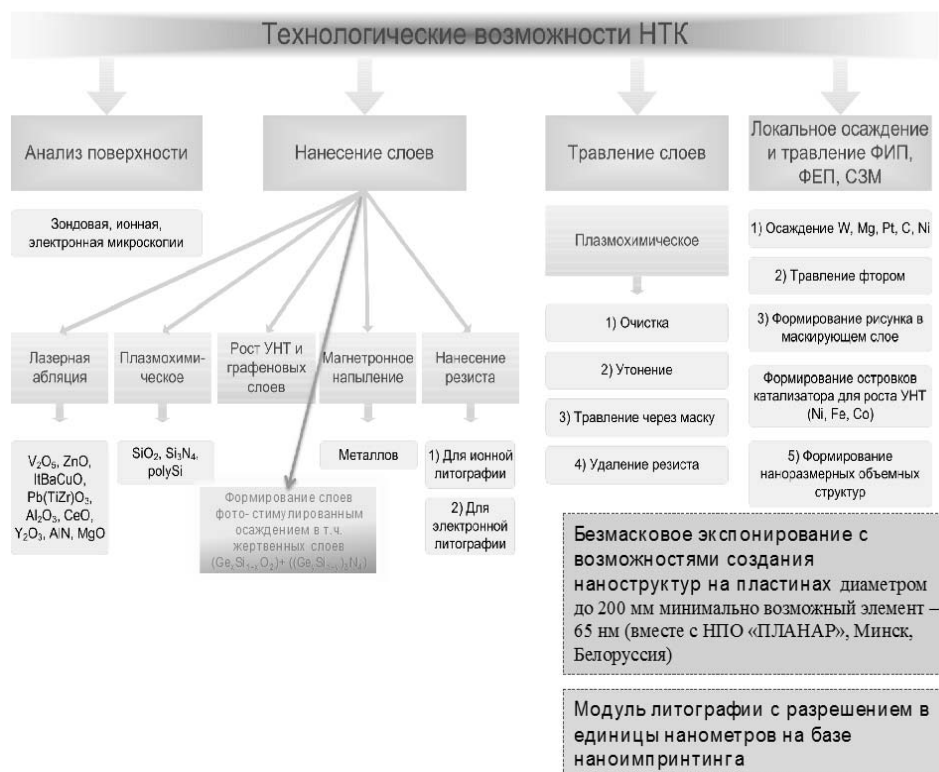 Технологические возможности НТК
Анализ поверхности
Зондовая, ионная,
электронная микроскопии
Нанесение слоев
Лазерная
абляция
V₂O₅, ZnO,
ItBaCuO,
Pb(TiZr)O₃,
Al₂O₃, CeO,
Y₂O₃, AlN, MgO
Плазмохими-
ческое
SiO₂, Si₃N₄,
polySi
Рост УНТ и
графеновых
слоев
Формирование слоев
фото- стимулированным
осаждением в т.ч.
жертвенных слоев
Магнетронное
напыление
Металлов
Нанесение
резиста
1) Для ионной
литографии
2) Для
электронной
литографии
Травление слоев
Плазмохимическое
1) Очистка
2) Утонение
3) Травление через маску
4) Удаление резиста
Локальное осаждение
и травление ФИП,
ФЕП, СЗМ
1) Осаждение W, Mg, Pt, C, Ni
2) Травление фтором
3) Формирование рисунка в
маскирующем слое
Формирование островков
катализатора для роста УНТ
(Ni, Fe, Co)
5) Формирование
наноразмерных объемных
структур
Безмасковое экспонирование с
возможностями создания
наноструктур на пластинах диаметром
до 200 мм минимально возможный элемент –
65 nm (вместе с НПО «ПЛАНАР», Минск,
Белоруссия)
Модуль литографии с разрешением в
единицы нанометров на базе
наноимпринтинга